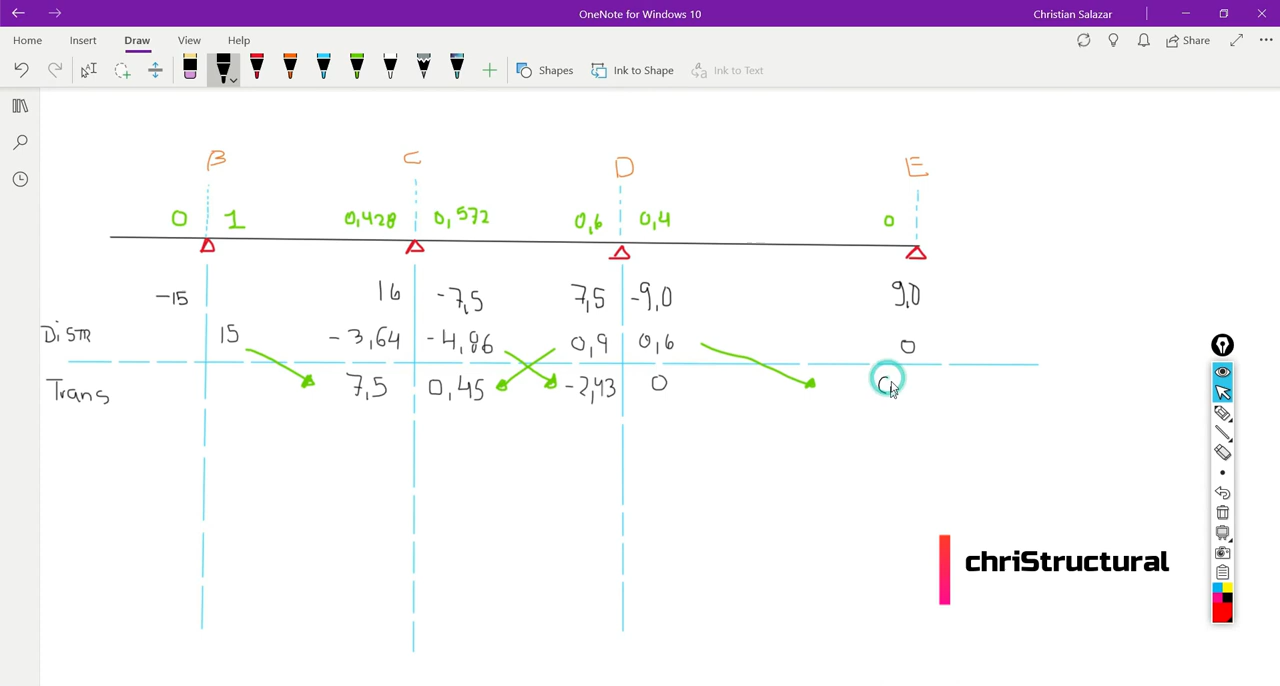 OneNote for Windows 10
Christian Salazar
Home Insert Draw View Help
Share
Shapes Ink to Shape Ink to Text
B C D E
0 1 0,428 0,572 0,6 0,4 0
-15 16 -7,5 7,5 -9,0 9,0
DiSTR 15 -3,64 -4,86 0,9 0,6 0
Trans 7,5 0,45 -2,43 0 0,
chriStructural